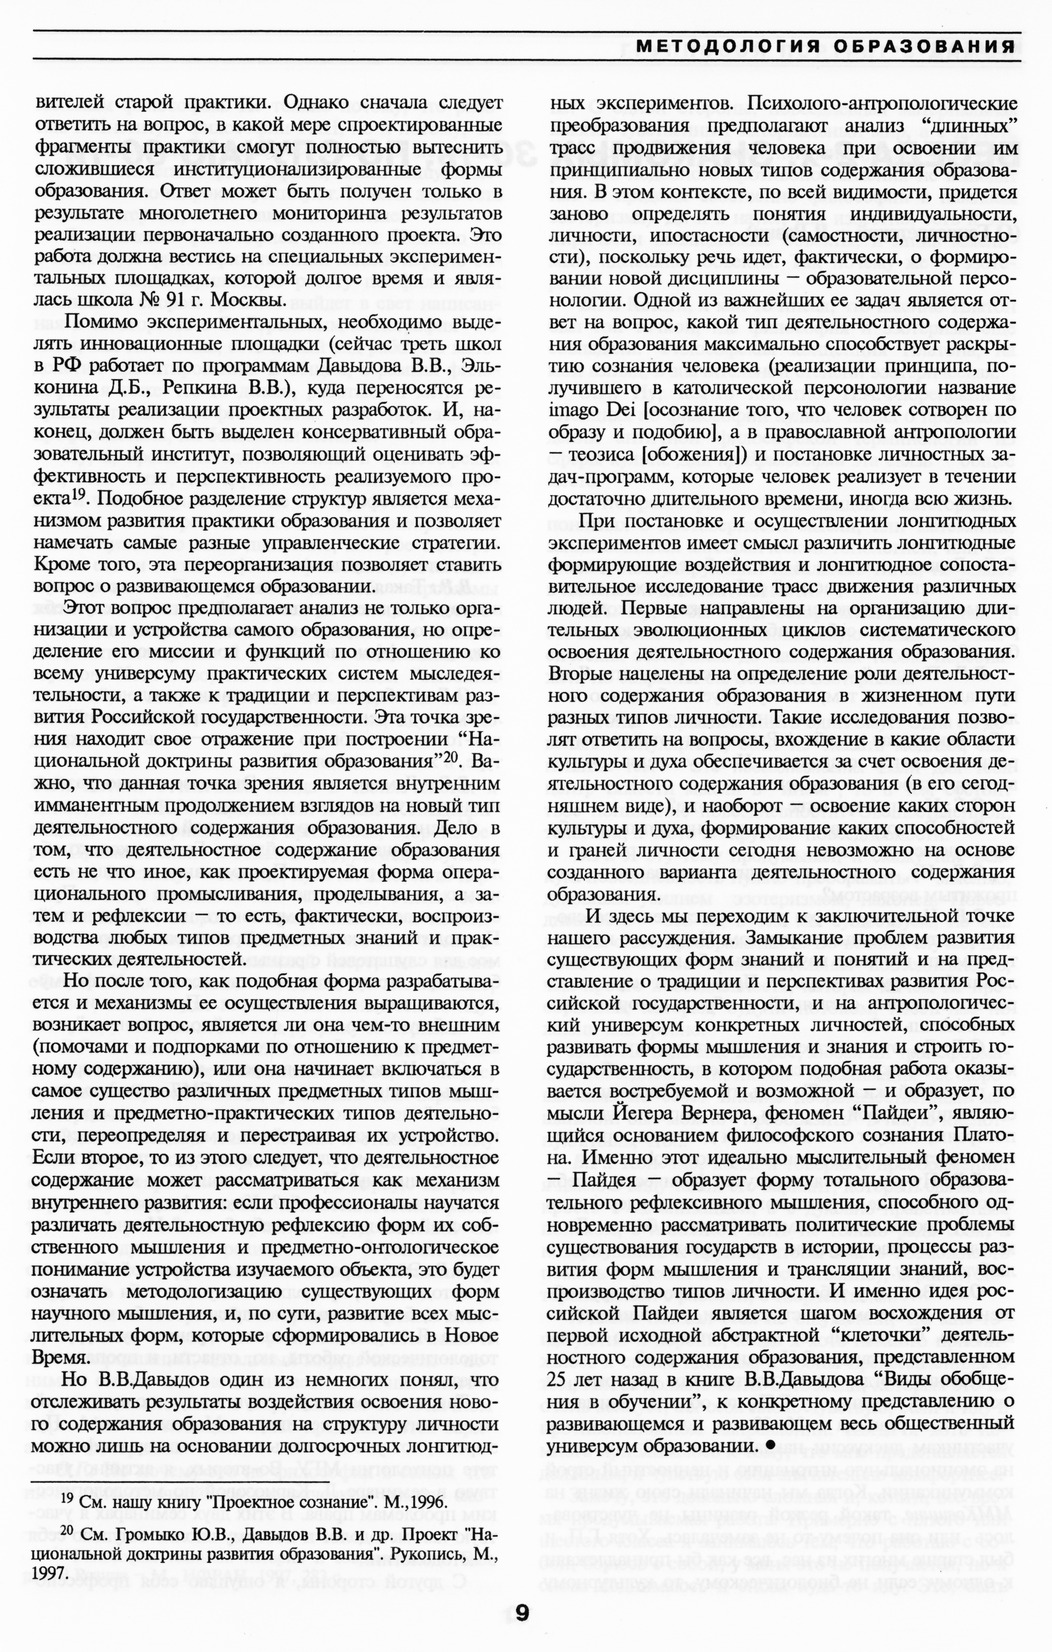 МЕТОДОЛОГИЯ ОБРАЗОВАНИЯ
вителей старой практики. Однако сначала следует
ответить на вопрос, в какой мере спроектированные
фрагменты практики смогут полностью вытеснить
сложившиеся институционализированные формы
образования. Ответ может быть получен только в
результате многолетнего мониторинга результатов
реализации первоначально созданного проекта. Это
работа должна вестись на специальных эксперимен-
тальных площадках, которой долгое время и явля-
лась школа № 91 г. Москвы.
Помимо экспериментальных, необходимо выде-
лять инновационные площадки (сейчас треть школ
в РФ работает по программам Давыдова В.В., Эль-
конина Д.Б., Репкина В.В.), куда переносятся ре-
зультаты реализации проектных разработок. И, на-
конец, должен быть выделен консервативный обра-
зовательный институт, позволяющий оценивать эф-
фективность и перспективность реализуемого про-
екта19. Подобное разделение структур является меха-
низмом развития практики образования и позволяет
намечать самые разные управленческие стратегии.
Кроме того, эта переорганизация позволяет ставить
вопрос о развивающемся образовании.
Этот вопрос предполагает анализ не только орга-
низации и устройства самого образования, но опре-
деление его миссии и функций по отношению ко
всему универсуму практических систем мыследея-
тельности, а также к традиции и перспективам раз-
вития Российской государственности. Эта точка зре-
ния находит свое отражение при построении “На-
циональной доктрины развития образования”20. Ва-
жно, что данная точка зрения является внутренним
имманентным продолжением взглядов на новый тип
деятельностного содержания образования. Дело в
том, что деятельностное содержание образования
есть не что иное, как проектируемая форма опера-
ционального промысливания, проделывания, а за-
тем и рефлексии — то есть, фактически, воспроиз-
водства любых типов предметных знаний и прак-
тических деятельностей.
Но после того, как подобная форма разрабатыва-
ется и механизмы ее осуществления выращиваются,
возникает вопрос, является ли она чем-то внешним
(помочами и подпорками по отношению к предмет-
ному содержанию), или она начинает включаться в
самое существо различных предметных типов мыш-
ления и предметно-практических типов деятельно-
сти, переопределяя и перестраивая их устройство.
Если второе, то из этого следует, что деятельностное
содержание может рассматриваться как механизм
внутреннего развития: если профессионалы научатся
различать деятельностную рефлексию форм их соб-
ственного мышления и предметно-онтологическое
понимание устройства изучаемого объекта, это будет
означать методологизацию существующих форм
научного мышления, и, по сути, развитие всех мыс-
лительных форм, которые сформировались в Новое
Время.
Но В.В.Давыдов один из немногих понял, что
отслеживать результаты воздействия освоения ново-
го содержания образования на структуру личности
можно лишь на основании долгосрочных лонгитюд-
19 См. нашу книгу "Проектное сознание". М.,1996.
20 См. Громыко Ю.В., Давыдов В.В. и др. Проект "На-
циональной доктрины развития образования". Рукопись, М.,
1997.
ных экспериментов. Психолого-антропологические
преобразования предполагают анализ “длинных”
трасс продвижения человека при освоении им
принципиально новых типов содержания образова-
ния. В этом контексте, по всей видимости, придется
заново определять понятия индивидуальности,
личности, ипостасности (самостности, личностно-
сти), поскольку речь идет, фактически, о формиро-
вании новой дисциплины — образовательной персо-
нологии. Одной из важнейших ее задач является от-
вет на вопрос, какой тип деятельностного содержа-
ния образования максимально способствует раскры-
тию сознания человека (реализации принципа, по-
лучившего в католической персонологии название
imago Dei [осознание того, что человек сотворен по
образу и подобию], а в православной антропологии
— теозиса [обожения]) и постановке личностных за-
дач-программ, которые человек реализует в течении
достаточно длительного времени, иногда всю жизнь.
При постановке и осуществлении лонгитюдных
экспериментов имеет смысл различить лонгитюдные
формирующие воздействия и лонгитюдное сопоста-
вительное исследование трасс движения различных
людей. Первые направлены на организацию дли-
тельных эволюционных циклов систематического
освоения деятельностного содержания образования.
Вторые нацелены на определение роли деятельност-
ного содержания образования в жизненном пути
разных типов личности. Такие исследования позво-
лят ответить на вопросы, вхождение в какие области
культуры и духа обеспечивается за счет освоения де-
ятельностного содержания образования (в его сегод-
няшнем виде), и наоборот — освоение каких сторон
культуры и духа, формирование каких способностей
и граней личности сегодня невозможно на основе
созданного варианта деятельностного содержания
образования.
И здесь мы переходим к заключительной точке
нашего рассуждения. Замыкание проблем развития
существующих форм знаний и понятий и на пред-
ставление о традиции и перспективах развития Рос-
сийской государственности, и на антропологичес-
кий универсум конкретных личностей, способных
развивать формы мышления и знания и строить го-
сударственность, в котором подобная работа оказы-
вается востребуемой и возможной — и образует, по
мысли Йегера Вернера, феномен “Пайдеи”, являю-
щийся основанием философского сознания Плато-
на. Именно этот идеально мыслительный феномен
— Пайдея — образует форму тотального образова-
тельного рефлексивного мышления, способного од-
новременно рассматривать политические проблемы
существования государств в истории, процессы раз-
вития форм мышления и трансляции знаний, вос-
производство типов личности. И именно идея рос-
сийской Пайдеи является шагом восхождения от
первой исходной абстрактной “клеточки” деятель-
ностного содержания образования, представленном
25 лет назад в книге В.В.Давыдова “Виды обобще-
ния в обучении”, к конкретному представлению о
развивающемся и развивающем весь общественный
универсум образовании. ●
9